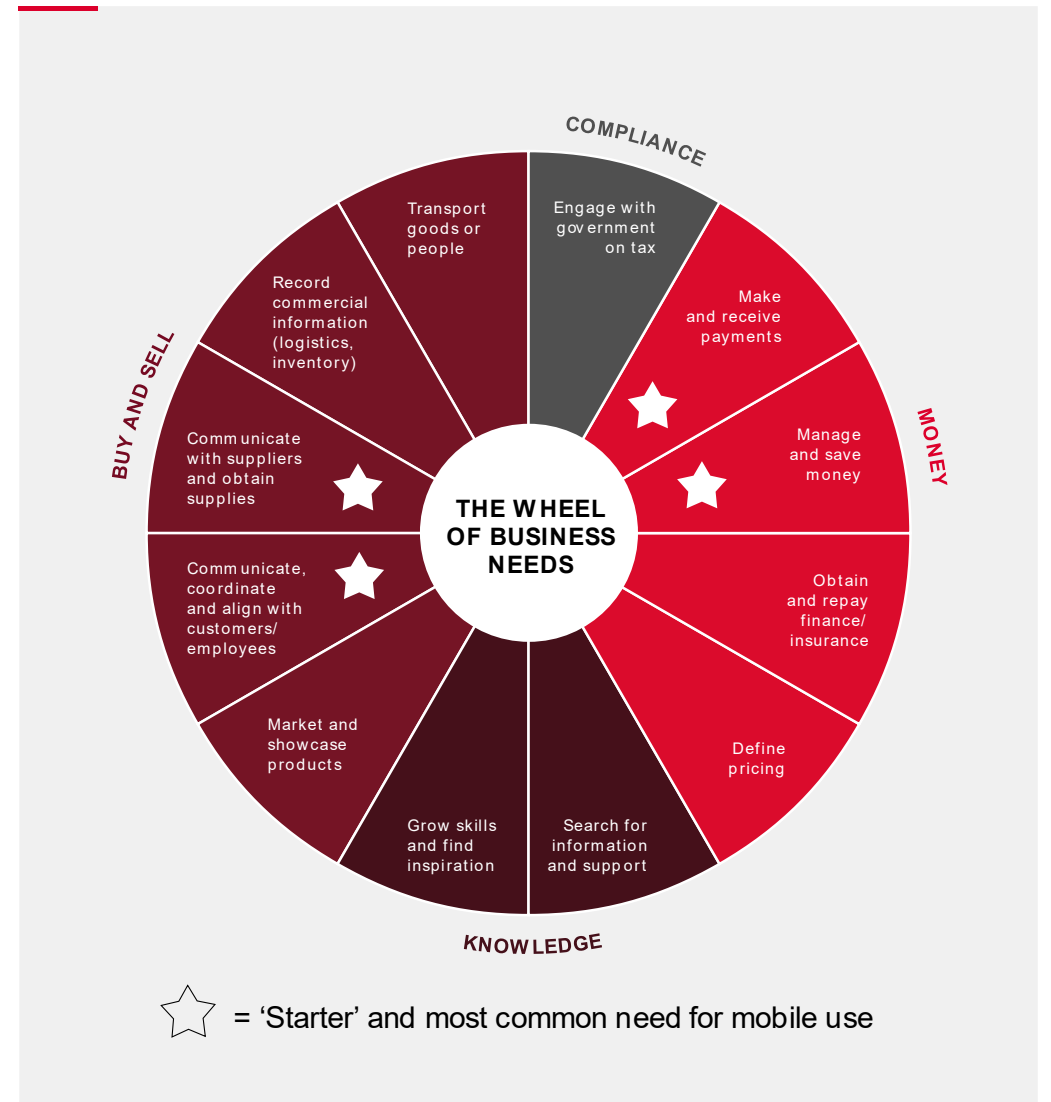 COMPLIANCE
Engage with
government
on tax
MONEY
Make
and receive
payments
Manage
and save
money
Obtain
and repay
finance/
insurance
Define
pricing
KNOWLEDGE
Search for
information
and support
Grow skills
and find
inspiration
BUY AND SELL
Market and
showcase
products
Communicate,
coordinate
and align with
customers/
employees
Communicate
with suppliers
and obtain
supplies
Record
commercial
information
(logistics,
inventory)
Transport
goods or
people
THE WHEEL
OF BUSINESS
NEEDS
= ‘Starter’ and most common need for mobile use